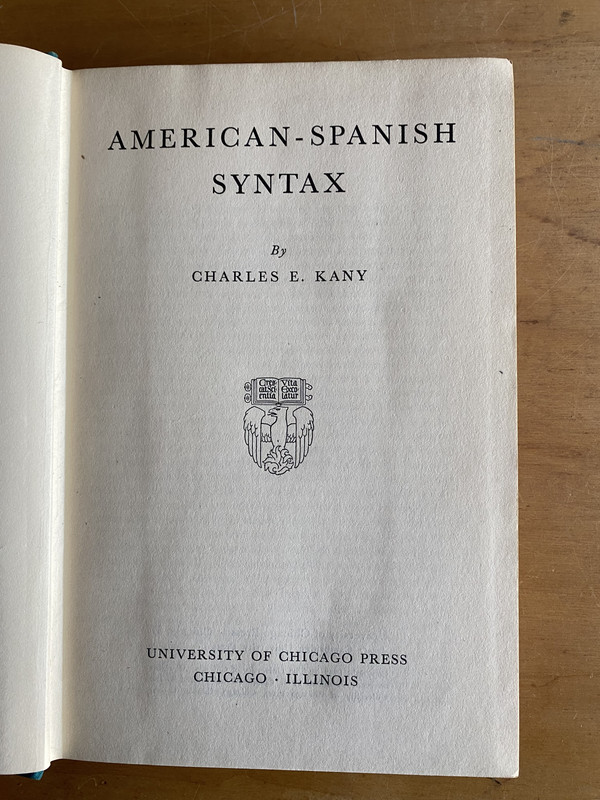 AMERICAN-SPANISH
SYNTAX
By
CHARLES E. KANY
Crescat Scientia
Vita Excolatur
UNIVERSITY OF CHICAGO PRESS
CHICAGO · ILLINOIS